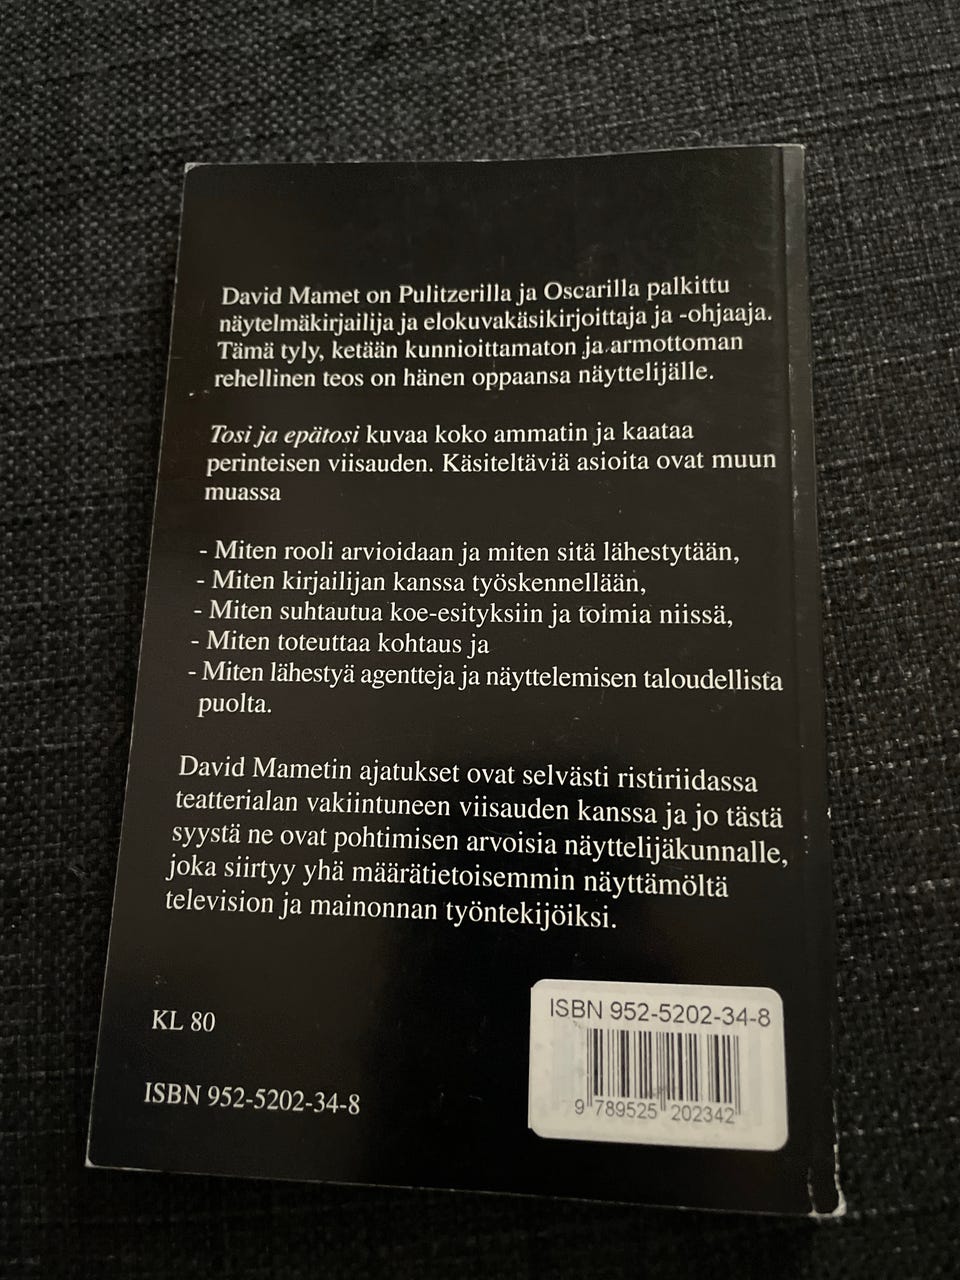 David Mamet on Pulitzerilla ja Oscarilla palkittu
näytelmäkirjailija ja elokuvakäsikirjoittaja ja -ohjaaja.
Tämä tyly, ketään kunnioittamaton ja armottoman
rehellinen teos on hänen oppaansa näyttelijälle.
Tosi ja epätosi kuvaa koko ammatin ja kaataa
perinteisen viisauden. Käsiteltäviä asioita ovat muun
muassa
- Miten rooli arvioidaan ja miten sitä lähestytään,
- Miten kirjailijan kanssa työskennellään,
- Miten suhtautua koe-esityksiin ja toimia niissä,
- Miten toteuttaa kohtaus ja
- Miten lähestyä agentteja ja näyttelemisen taloudellista
puolta.
David Mametin ajatukset ovat selvästi ristiriidassa
teatterialan vakiintuneen viisauden kanssa ja jo tästä
syystä ne ovat pohtimisen arvoisia näyttelijäkunnalle,
joka siirtyy yhä määrätietoisemmin näyttämöltä
television ja mainonnan työntekijöiksi.
KL 80
ISBN 952-5202-34-8
ISBN 952-5202-34-8
9 789525 202342